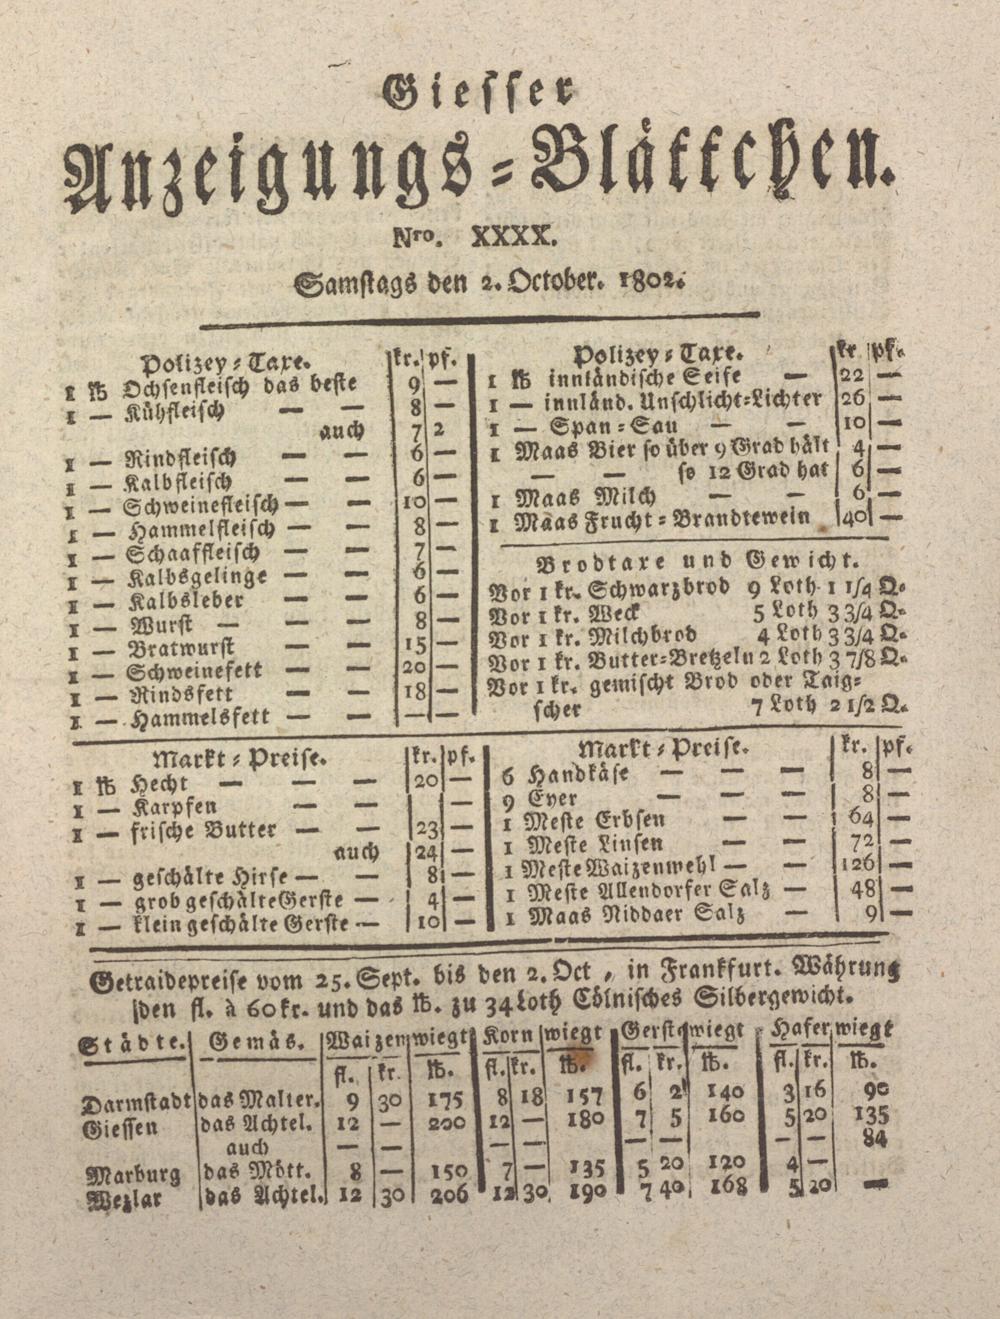 Giesser
Anzeigungs-Blättchen.
Nro. XXXX.
Samstags den 2. October. 1802.
Polizey-Taxe. kr. pf.
1 ℔ Ochsenfleisch das beste 9 —
1 — Kühfleisch — — 8 —
auch 7 2
1 — Rindfleisch — — 6 —
1 — Kalbfleisch — — 6 —
1 — Schweinefleisch — — 10 —
1 — Hammelfleisch — — 8 —
1 — Schaaffleisch — — 7 —
1 — Kalbsgelinge — — 6 —
1 — Kalbsleber — — 6 —
1 — Wurst — — 8 —
1 — Bratwurst — — 15 —
1 — Schweinefett — — 20 —
1 — Rindsfett — — 18 —
1 — Hammelsfett — — — —
Polizey-Taxe. kr pf.
1 ℔ innländische Seife — 22 —
1 — innländ. Unschlicht-Lichter 26 —
1 — Span-Sau — — 10 —
1 Maas Bier so über 9 Grad hält 4 —
— — so 12 Grad hat 6 —
1 Maas Milch — — 6 —
1 Maas Frucht-Brandtewein 40 —
Brodtaxe und Gewicht.
Vor 1 kr. Schwarzbrod 9 Loth 1 1/4 Q.
Vor 1 kr. Weck 5 Loth 3 3/4 Q.
Vor 1 kr. Milchbrod 4 Loth 3 3/4 Q.
Vor 1 kr. Butter-Bretzeln 2 Loth 3 7/8 Q.
Vor 1 kr. gemischt Brod oder Taig-
scher 7 Loth 2 1/2 Q.
Markt-Preise. kr. pf.
1 ℔ Hecht — — — 20 —
1 — Karpfen — — —
1 — frische Butter — — 23 —
auch 24 —
1 — geschälte Hirse — — 8 —
1 — grob geschälte Gerste — 4 —
1 — klein geschälte Gerste — 10 —
Markt-Preise. kr. pf.
6 Handkäse — — — 8 —
9 Eyer — — — 8 —
1 Meste Erbsen — — 64 —
1 Meste Linsen — — 72 —
1 Meste Waizenmehl — — 126 —
1 Meste Allendorfer Salz — 48 —
1 Maas Niddaer Salz — 9 —
Getraidepreise vom 25. Sept. bis den 2. Oct, in Frankfurt. Währung
den fl. à 60 kr. und das ℔. zu 34 Loth Cölnisches Silbergewicht.
Städte. Gemäs. Waizen wiegt Korn wiegt Gerste wiegt Hafer wiegt
fl. kr. ℔. fl. kr. ℔. fl. kr. ℔. fl. kr. ℔.
Darmstadt das Malter. 9 30 175 8 18 157 6 2 140 3 16 90
Giessen das Achtel. 12 — 200 12 — 180 7 5 160 5 20 135
auch — — — — — — — — 84
Marburg das Mött. 8 — 150 7 — 135 5 20 120 4 —
Wezlar das Achtel. 12 30 206 12 30 190 7 40 168 5 20 —